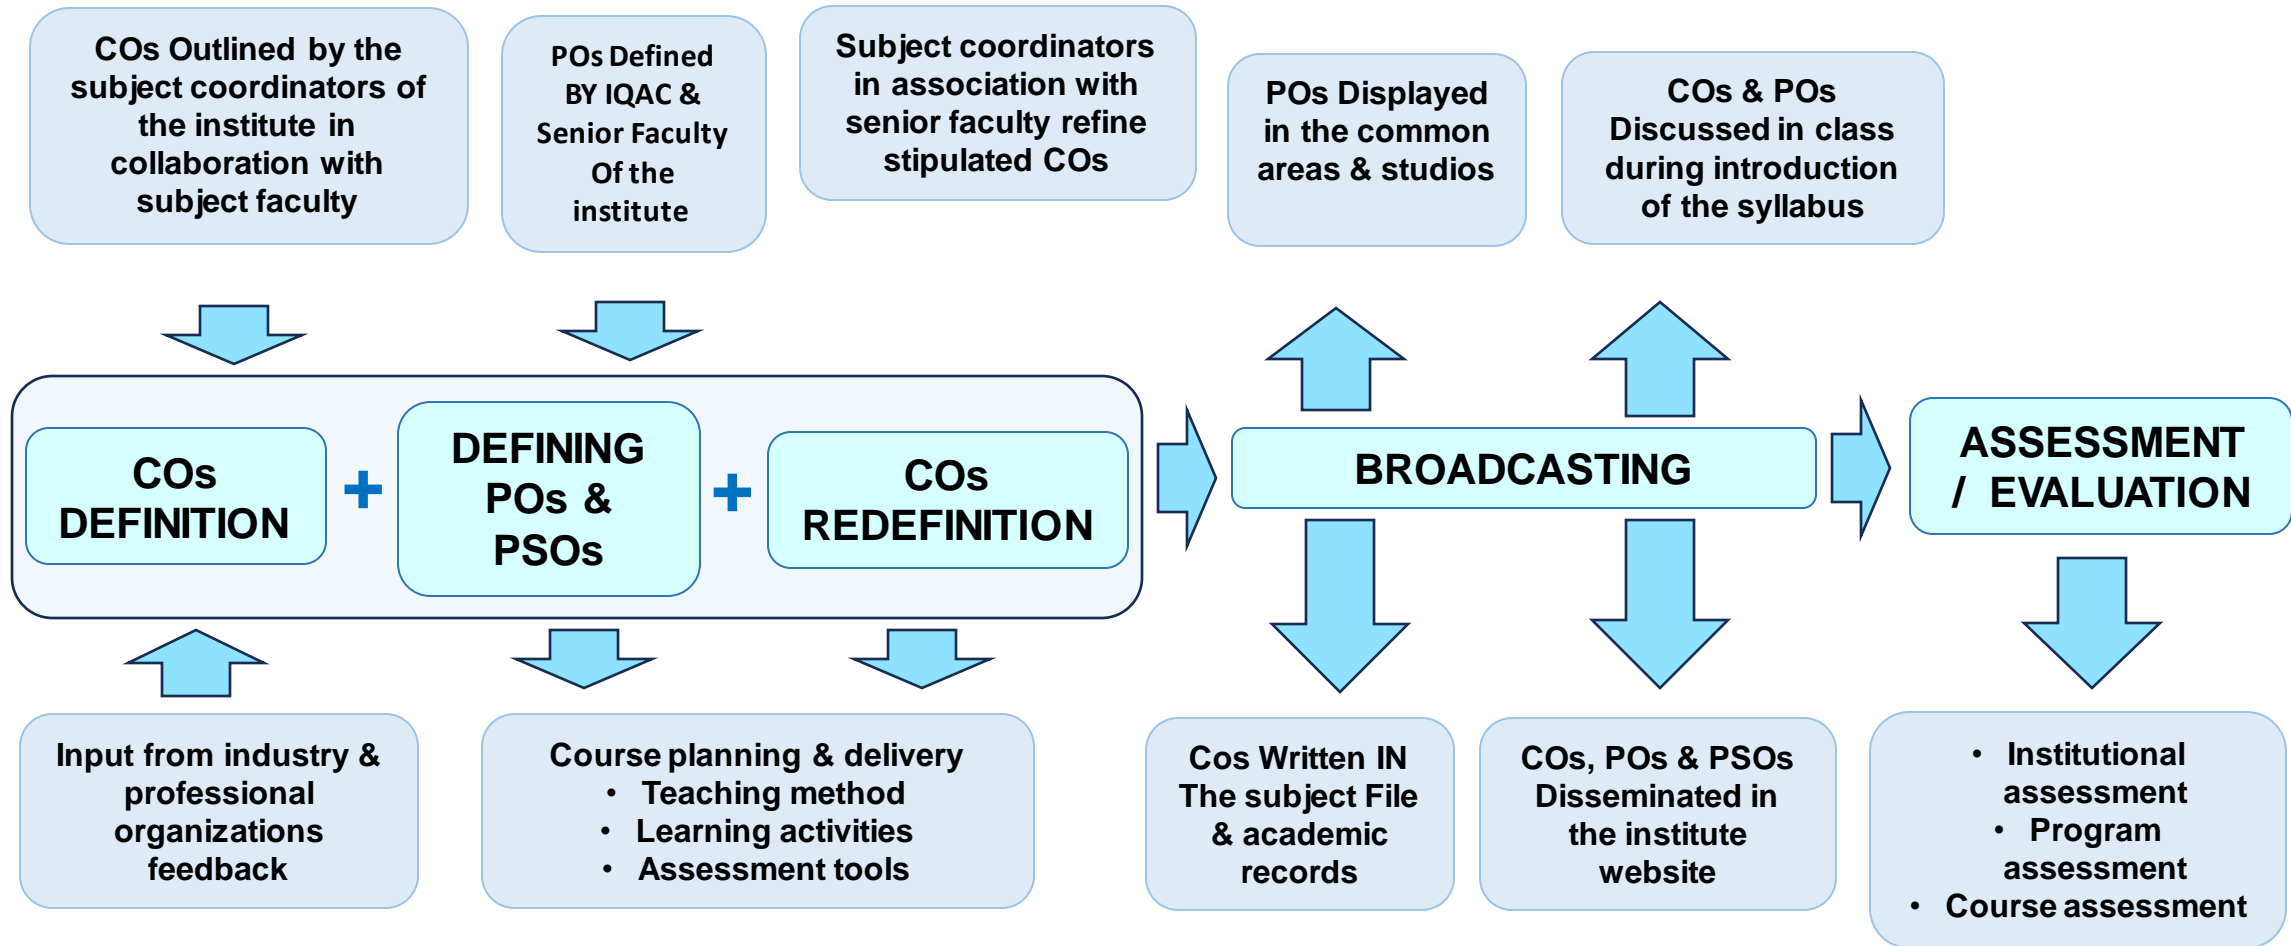 COs Outlined by the
subject coordinators of
the institute in
collaboration with
subject faculty
POs Defined
BY IQAC &
Senior Faculty
Of the
institute
Subject coordinators
in association with
senior faculty refine
stipulated COs
POs Displayed
in the common
areas & studios
COs & POs
Discussed in class
during introduction
of the syllabus
COs
DEFINITION
+
DEFINING
POs &
PSOs
+
COs
REDEFINITION
BROADCASTING
ASSESSMENT
/ EVALUATION
Input from industry &
professional
organizations
feedback
Course planning & delivery
• Teaching method
• Learning activities
• Assessment tools
Cos Written IN
The subject File
& academic
records
COs, POs & PSOs
Disseminated in
the institute
website
• Institutional
assessment
• Program
assessment
• Course assessment